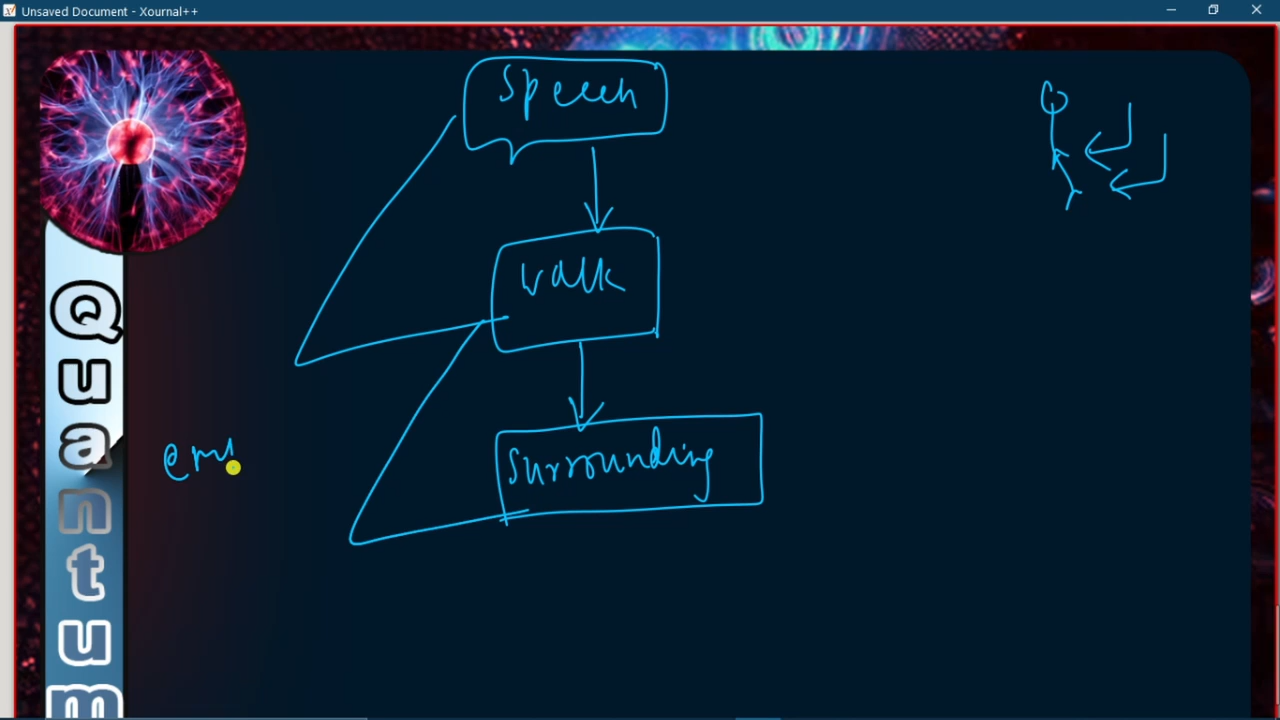 Unsaved Document - Xournal++
Speech
Walk
Surrounding
Quantum